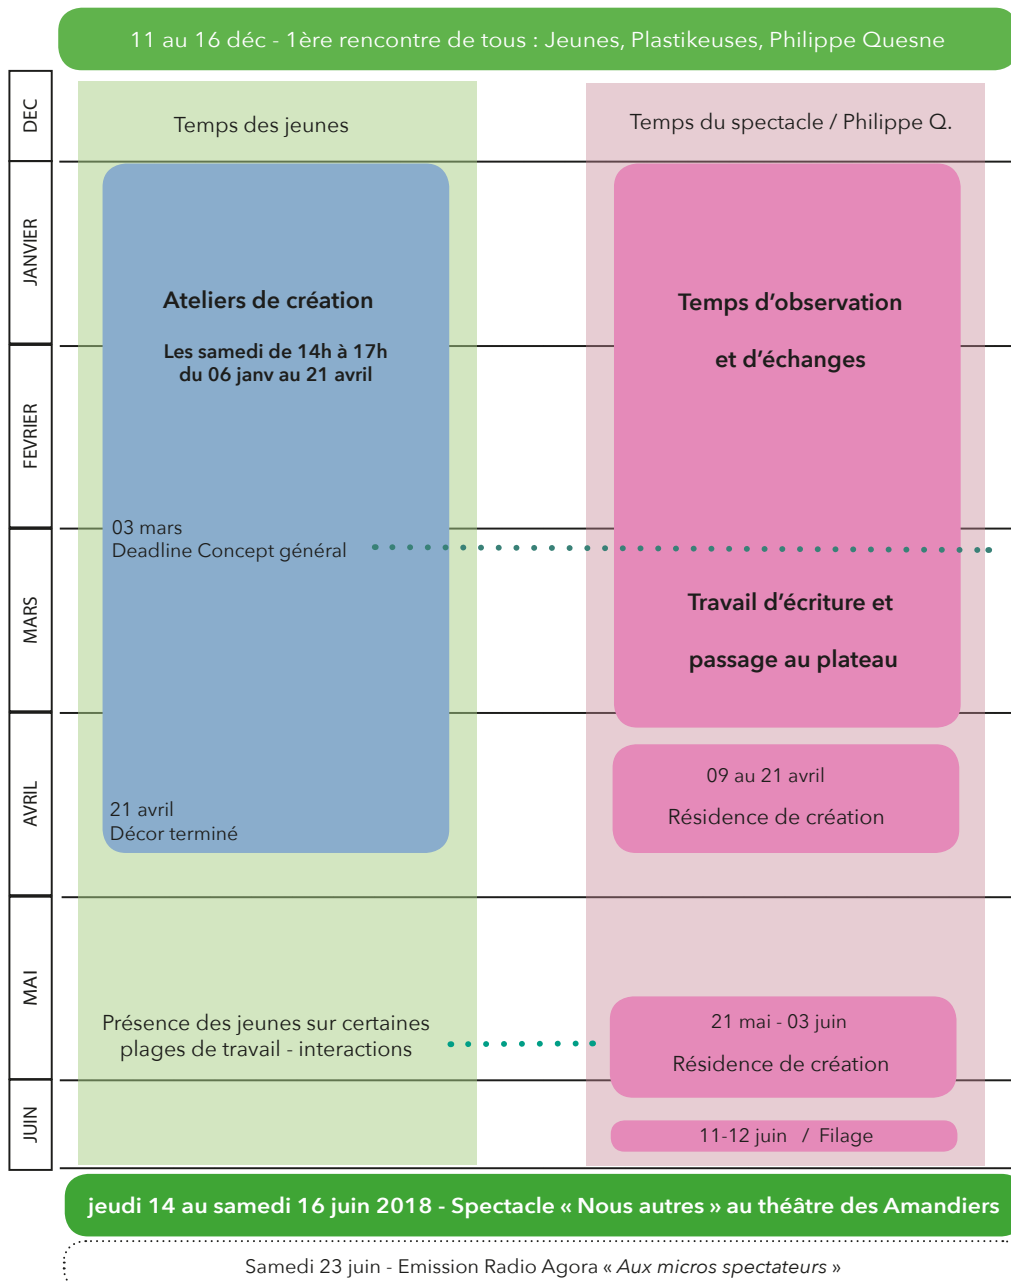 11 au 16 déc - 1ère rencontre de tous : Jeunes, Plastikeuses, Philippe Quesne
DEC
Temps des jeunes
Temps du spectacle / Philippe Q.
JANVIER
Ateliers de création
Les samedi de 14h à 17h
du 06 janv au 21 avril
Temps d'observation
et d'échanges
FEVRIER
03 mars
Deadline Concept général
MARS
Travail d'écriture et
passage au plateau
AVRIL
21 avril
Décor terminé
09 au 21 avril
Résidence de création
MAI
Présence des jeunes sur certaines
plages de travail - interactions
21 mai - 03 juin
Résidence de création
JUIN
11-12 juin / Filage
jeudi 14 au samedi 16 juin 2018 - Spectacle « Nous autres » au théâtre des Amandiers
Samedi 23 juin - Emission Radio Agora « Aux micros spectateurs »